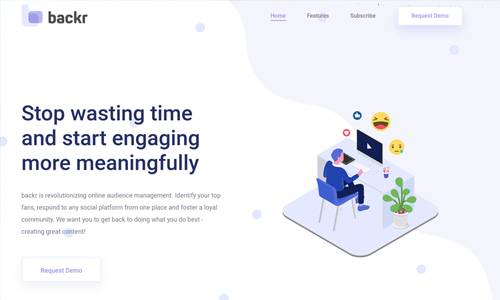 backr
Home Features Subscribe Request Demo
Stop wasting time
and start engaging
more meaningfully
backr is revolutionizing online audience management. Identify your top
fans, respond to any social platform from one place and foster a loyal
community. We want you to get back to doing what you do best -
creating great content!
Request Demo